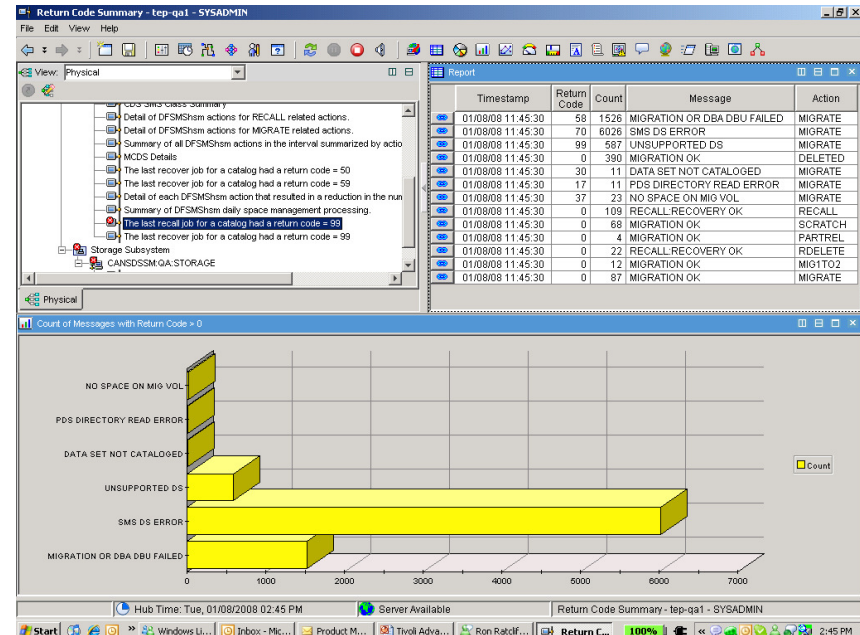 Return Code Summary - tep-qa1 - SYSADMIN
File Edit View Help
View: Physical
CDS SMS Class Summary
Detail of DFSMShsm actions for RECALL related actions.
Detail of DFSMShsm actions for MIGRATE related actions.
Summary of all DFSMShsm actions in the interval summarized by actio
MCDS Details
The last recover job for a catalog had a return code = 50
The last recover job for a catalog had a return code = 59
Detail of each DFSMShsm action that resulted in a reduction in the nun
Summary of DFSMShsm daily space management processing.
The last recall job for a catalog had a return code = 99
The last recover job for a catalog had a return code = 99
Storage Subsystem
CANSDSSM:QA:STORAGE
Physical
Report
Timestamp Return Code Count Message Action
01/08/08 11:45:30 58 1526 MIGRATION OR DBA DBU FAILED MIGRATE
01/08/08 11:45:30 70 6026 SMS DS ERROR MIGRATE
01/08/08 11:45:30 99 587 UNSUPPORTED DS MIGRATE
01/08/08 11:45:30 0 390 MIGRATION OK DELETED
01/08/08 11:45:30 30 11 DATA SET NOT CATALOGED MIGRATE
01/08/08 11:45:30 17 11 PDS DIRECTORY READ ERROR MIGRATE
01/08/08 11:45:30 37 23 NO SPACE ON MIG VOL MIGRATE
01/08/08 11:45:30 0 109 RECALL:RECOVERY OK RECALL
01/08/08 11:45:30 0 68 MIGRATION OK SCRATCH
01/08/08 11:45:30 0 4 MIGRATION OK PARTREL
01/08/08 11:45:30 0 22 RECALL:RECOVERY OK RDELETE
01/08/08 11:45:30 0 12 MIGRATION OK MIG1TO2
01/08/08 11:45:30 0 87 MIGRATION OK MIGRATE
Count of Messages with Return Code > 0
NO SPACE ON MIG VOL
PDS DIRECTORY READ ERROR
DATA SET NOT CATALOGED
UNSUPPORTED DS
SMS DS ERROR
MIGRATION OR DBA DBU FAILED
0 1000 2000 3000 4000 5000 6000 7000
Count
Hub Time: Tue, 01/08/2008 02:45 PM Server Available Return Code Summary - tep-qa1 - SYSADMIN
Start » Windows Li... Inbox - Mic... Product M... Tivoli Adva... Ron Ratclif... Return C... 100% « 2:45 PM